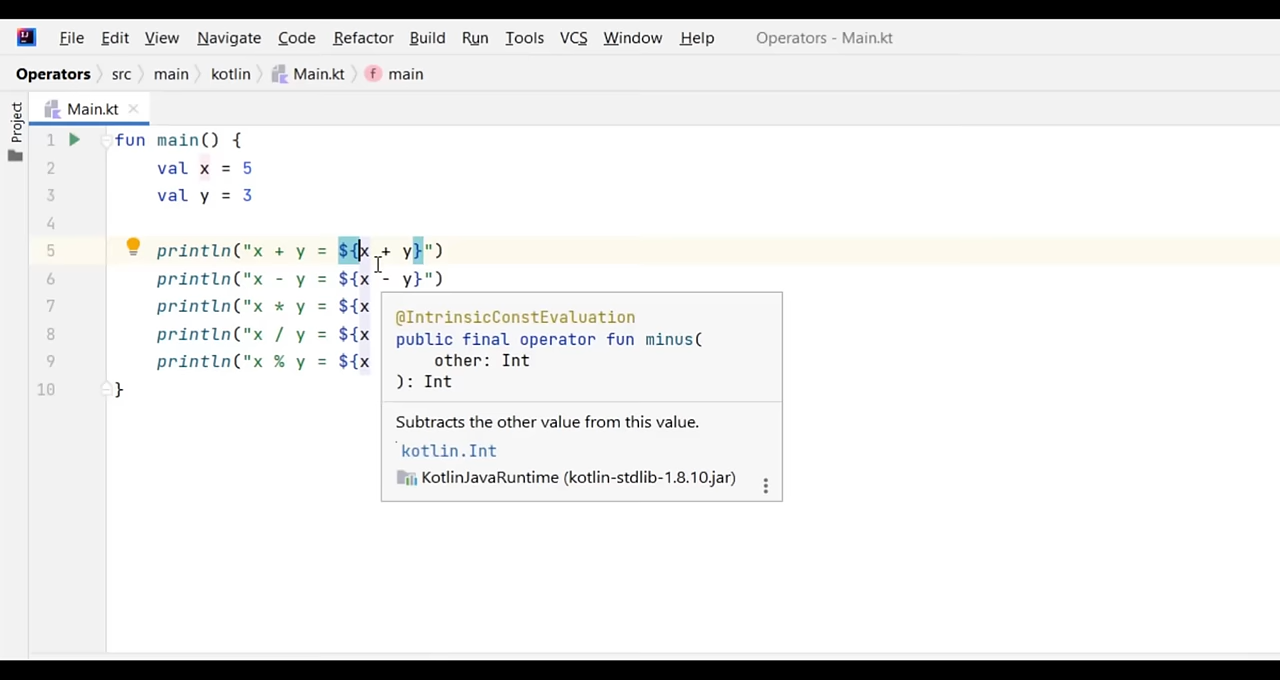 File Edit View Navigate Code Refactor Build Run Tools VCS Window Help Operators - Main.kt
Operators src main kotlin Main.kt f main
Project
Main.kt
1 fun main() {
2 val x = 5
3 val y = 3
4
5 println("x + y = ${x + y}")
6 println("x - y = ${x - y}")
7 println("x * y = ${x
8 println("x / y = ${x
9 println("x % y = ${x
10 }
@IntrinsicConstEvaluation
public final operator fun minus(
other: Int
): Int
Subtracts the other value from this value.
kotlin.Int
KotlinJavaRuntime (kotlin-stdlib-1.8.10.jar)